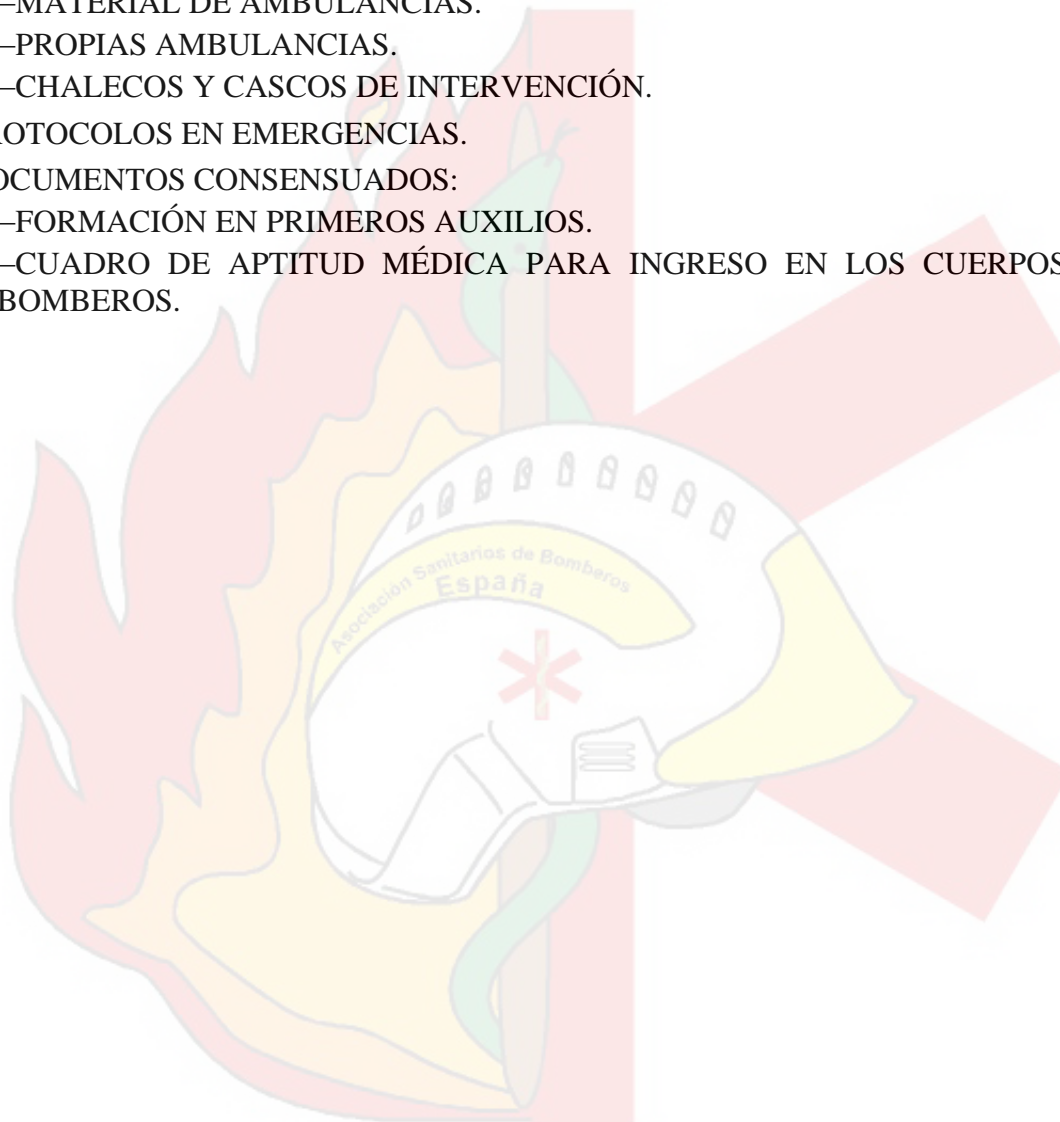 –MATERIAL DE AMBULANCIAS.
–PROPIAS AMBULANCIAS.
–CHALECOS Y CASCOS DE INTERVENCIÓN.
ROTOCOLOS EN EMERGENCIAS.
OCUMENTOS CONSENSUADOS:
–FORMACIÓN EN PRIMEROS AUXILIOS.
–CUADRO DE APTITUD MÉDICA PARA INGRESO EN LOS CUERPOS
BOMBEROS.
Asociación Sanitarios de Bomberos
España